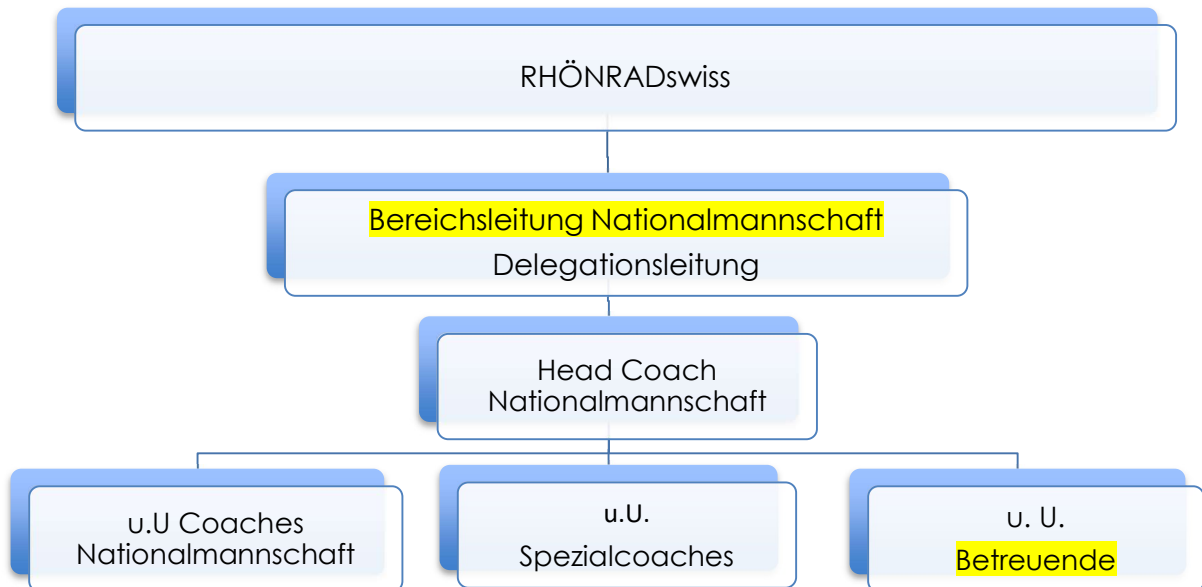 RHÖNRADswiss
Bereichsleitung Nationalmannschaft
Delegationsleitung
Head Coach
Nationalmannschaft
u.U Coaches
Nationalmannschaft
u.U.
Spezialcoaches
u. U.
Betreuende